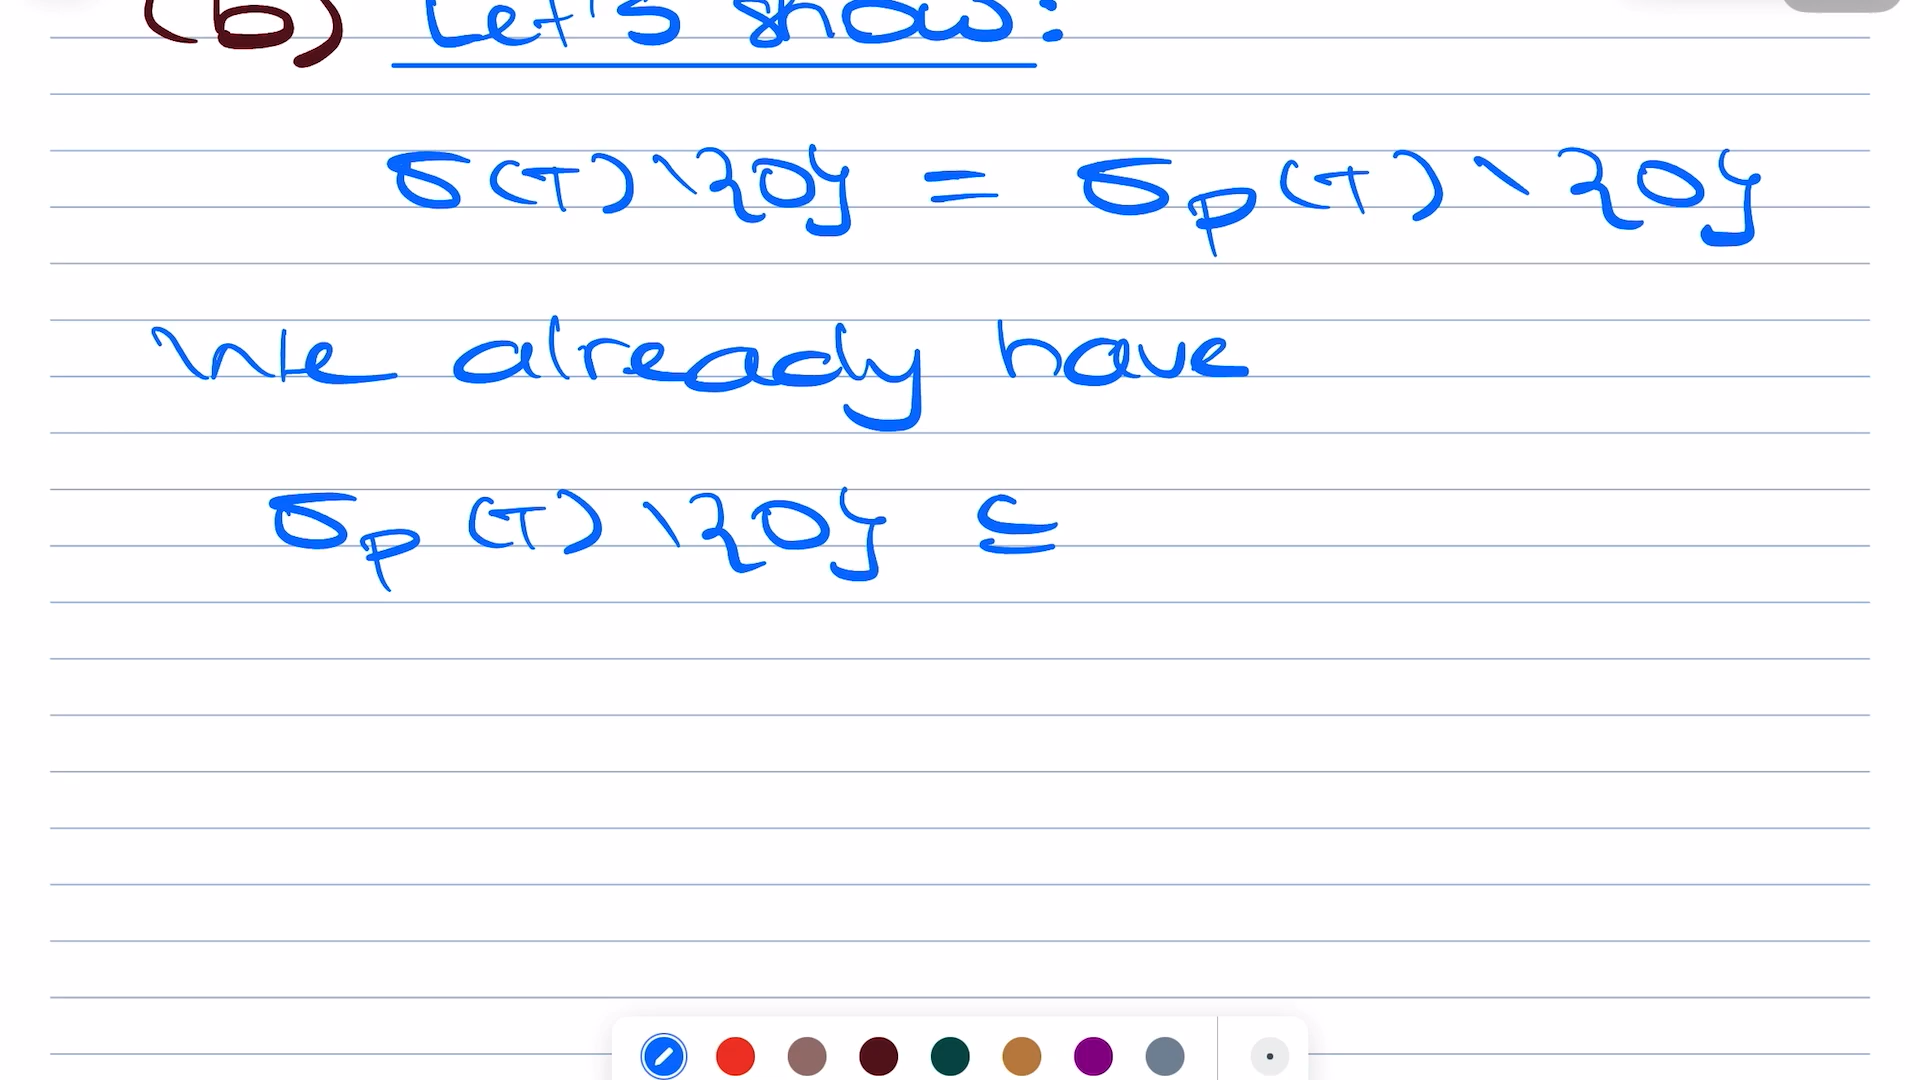 (b) Let's show:
σ(T)\{0} = σₚ(T)\{0}
We already have
σₚ(T)\{0} ⊆